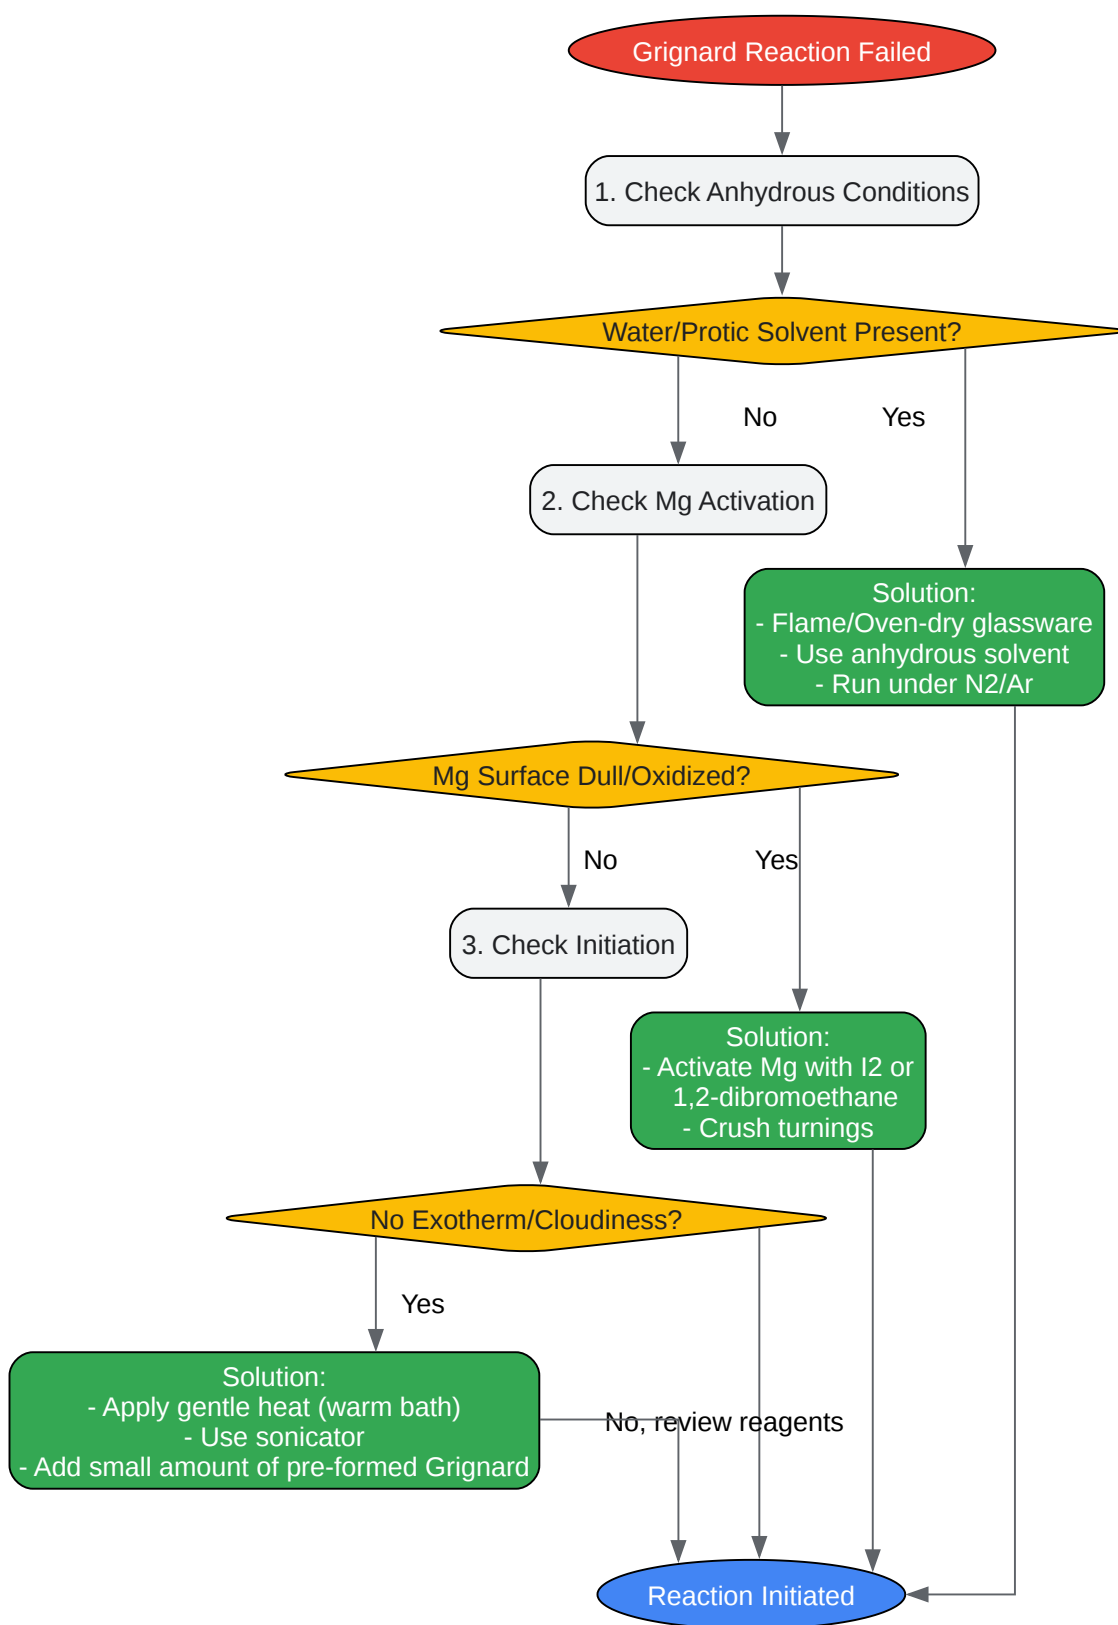 Grignard Reaction Failed
1. Check Anhydrous Conditions
Water/Protic Solvent Present?
No
Yes
2. Check Mg Activation
Solution:
- Flame/Oven-dry glassware
- Use anhydrous solvent
- Run under N2/Ar
Mg Surface Dull/Oxidized?
No
Yes
3. Check Initiation
Solution:
- Activate Mg with I2 or
1,2-dibromoethane
- Crush turnings
No Exotherm/Cloudiness?
Yes
Solution:
- Apply gentle heat (warm bath)
- Use sonicator
- Add small amount of pre-formed Grignard
No, review reagents
Reaction Initiated